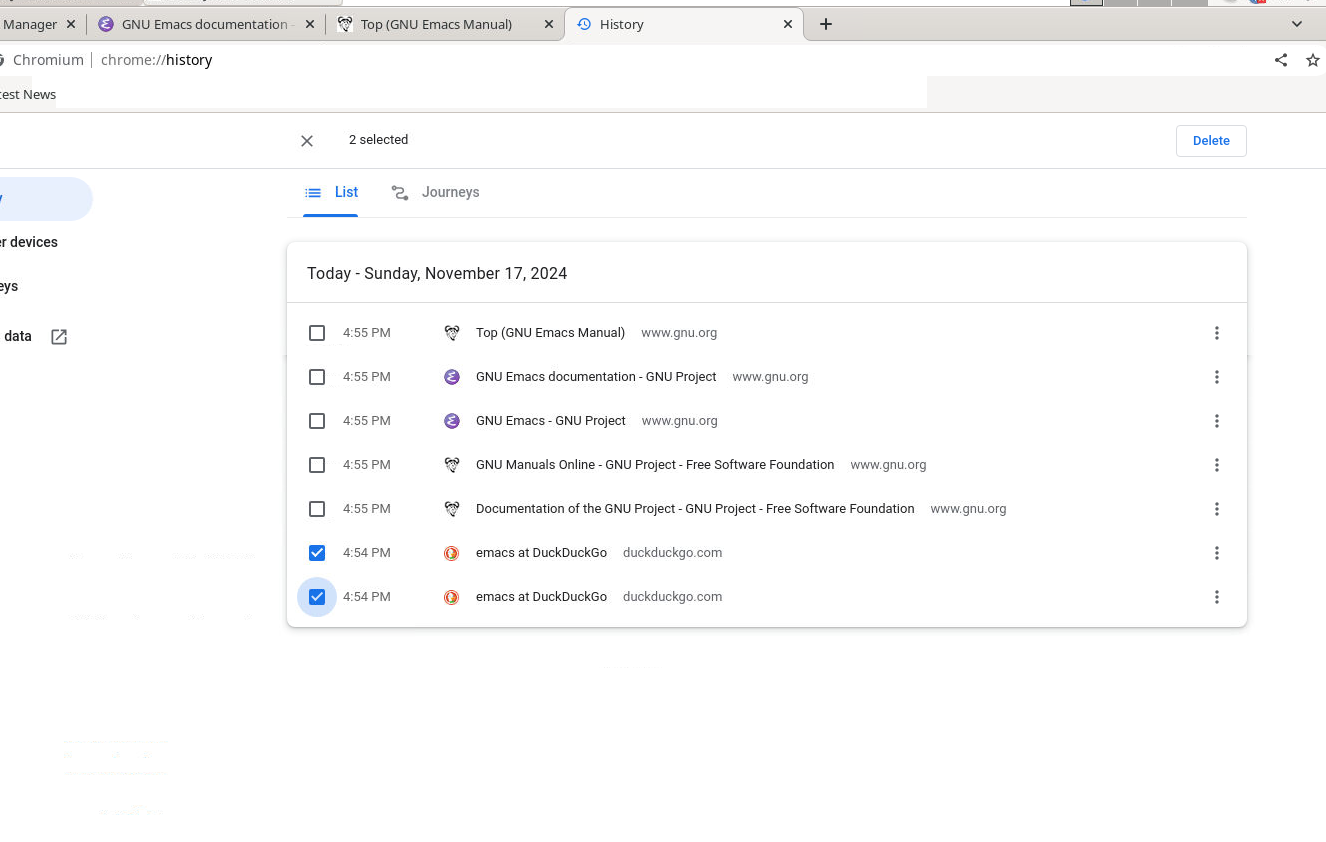 Manager GNU Emacs documentation - Top (GNU Emacs Manual) History
Chromium chrome://history
test News
2 selected Delete
List Journeys
er devices
eys
data
Today - Sunday, November 17, 2024
4:55 PM Top (GNU Emacs Manual) www.gnu.org
4:55 PM GNU Emacs documentation - GNU Project www.gnu.org
4:55 PM GNU Emacs - GNU Project www.gnu.org
4:55 PM GNU Manuals Online - GNU Project - Free Software Foundation www.gnu.org
4:55 PM Documentation of the GNU Project - GNU Project - Free Software Foundation www.gnu.org
4:54 PM emacs at DuckDuckGo duckduckgo.com
4:54 PM emacs at DuckDuckGo duckduckgo.com